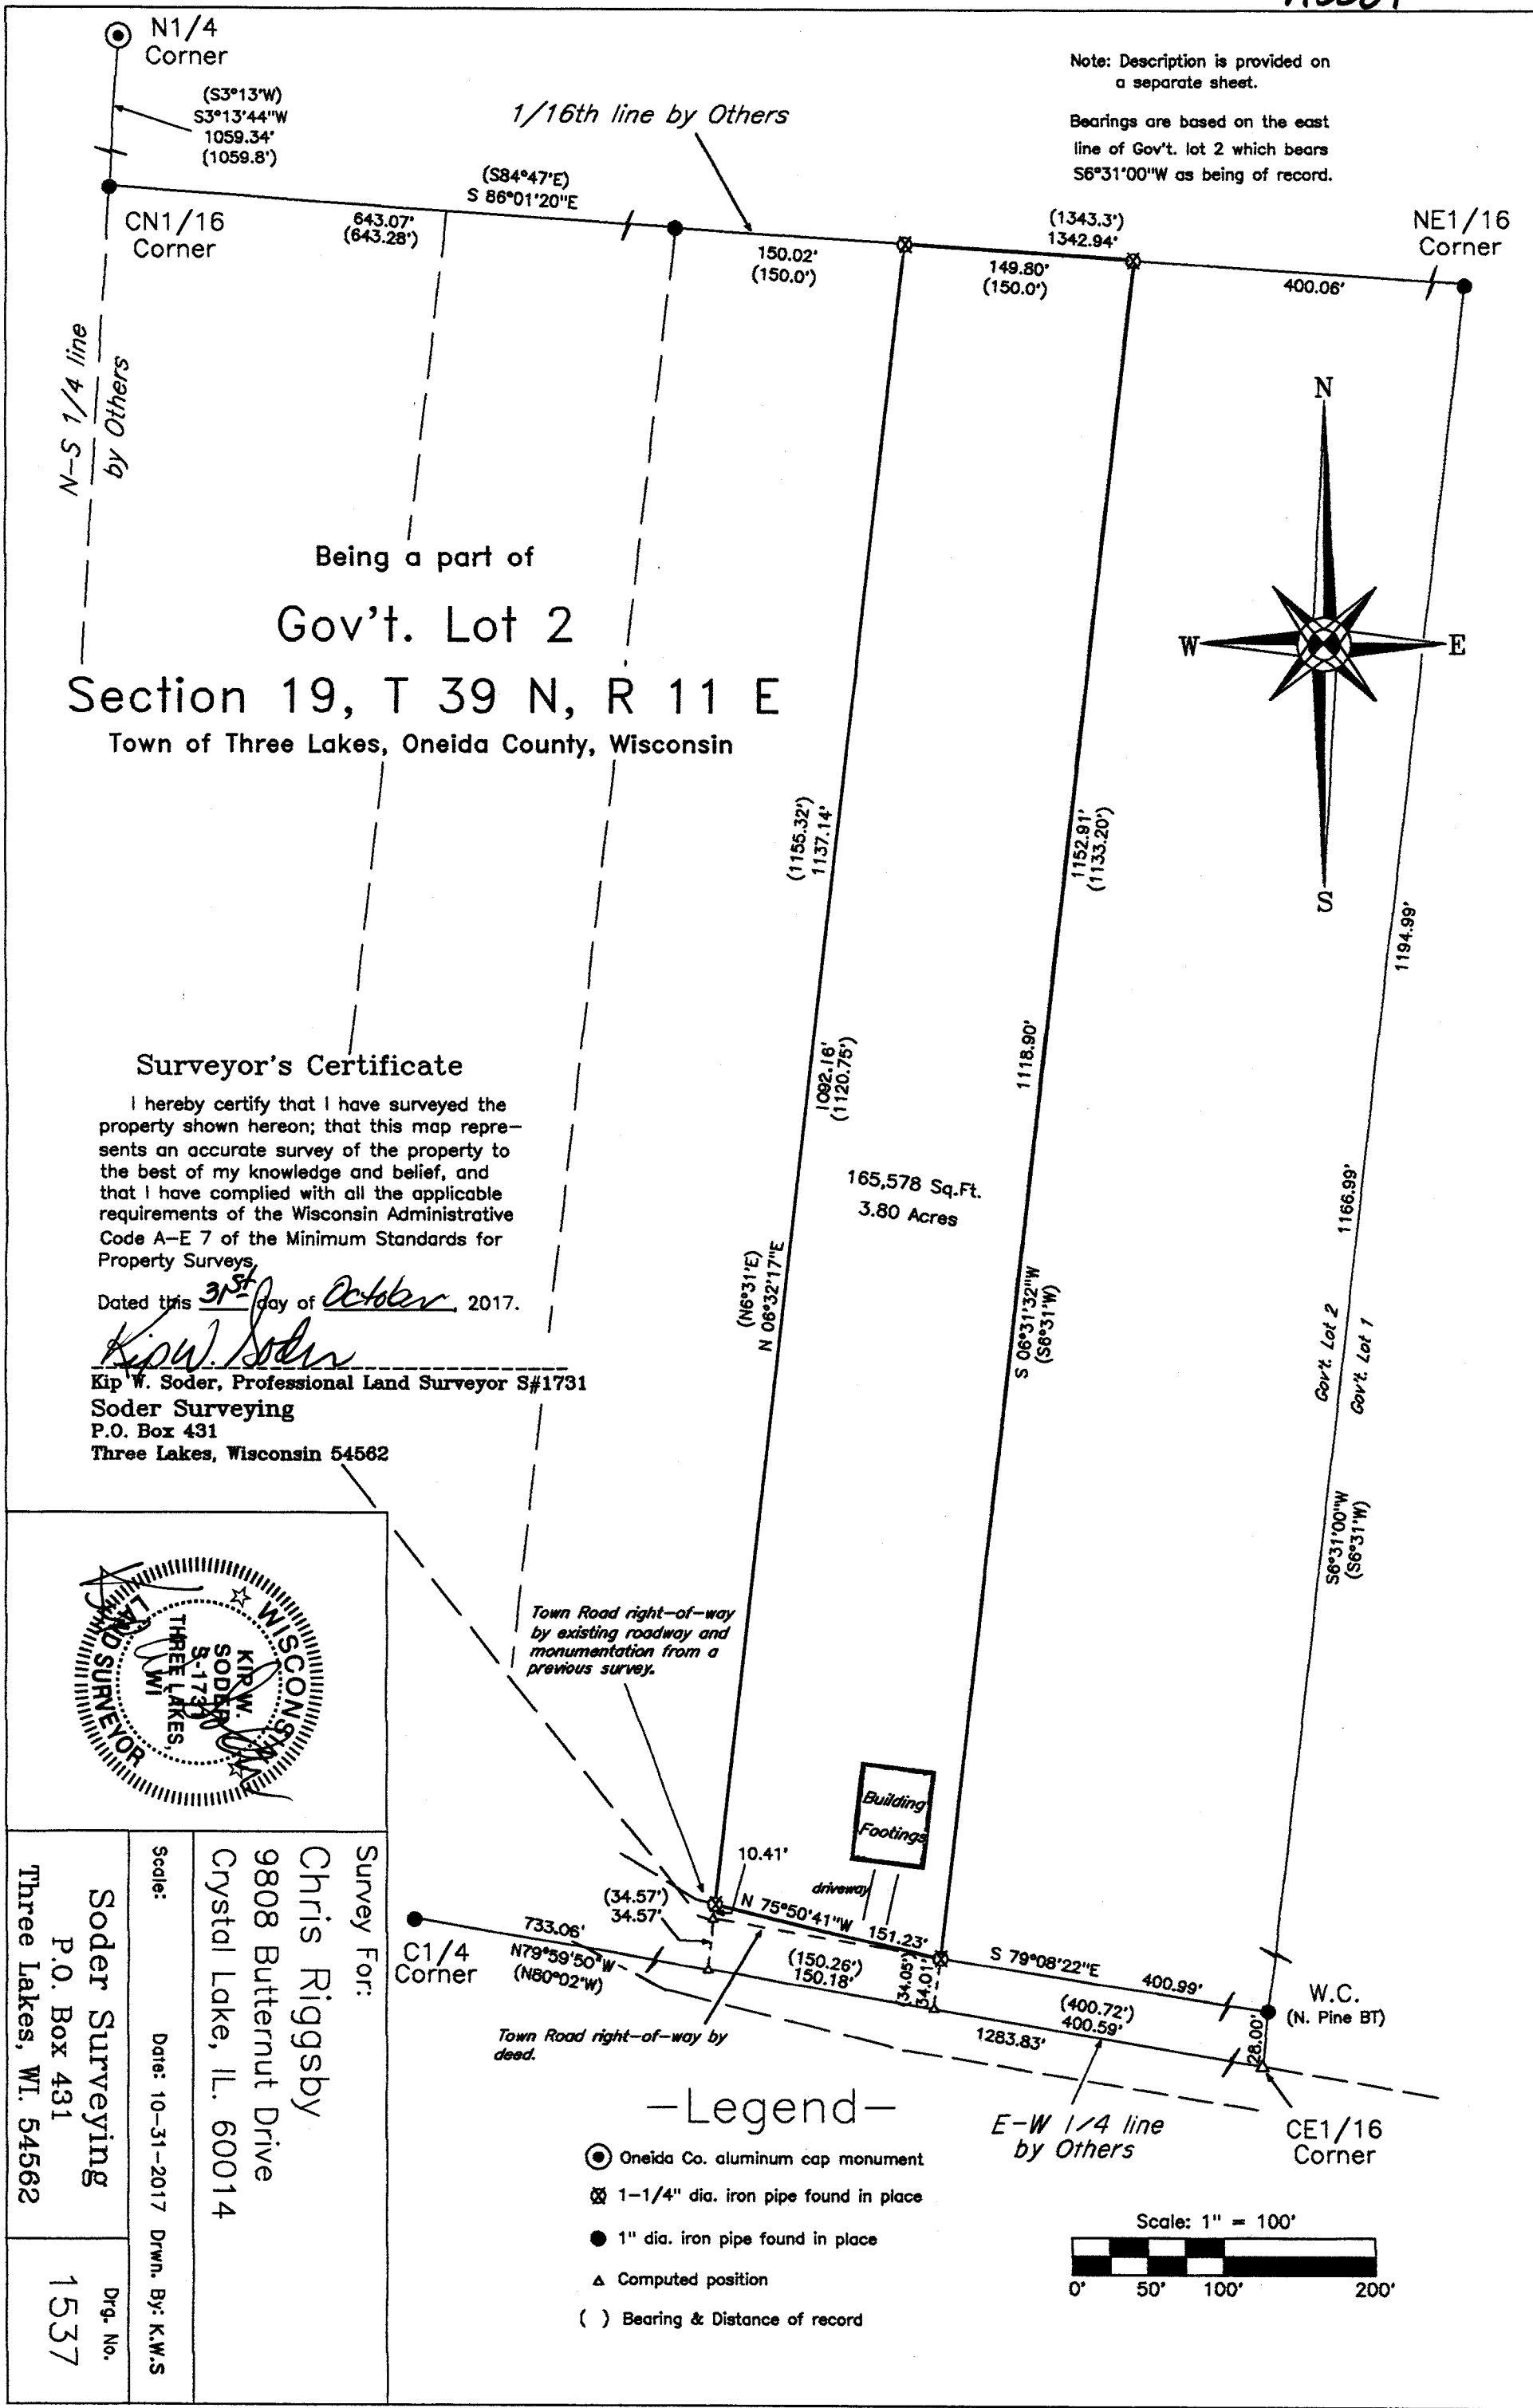 N1/4
Corner
(S3°13'W)
S3°13'44"W
1059.34'
(1059.8')
1/16th line by Others
Note: Description is provided on
a separate sheet.
Bearings are based on the east
line of Gov't. lot 2 which bears
S6°31'00"W as being of record.
(S84°47'E)
S 86°01'20"E
CN1/16
Corner
643.07'
(643.28')
150.02'
(150.0')
(1343.3')
1342.94'
149.80'
(150.0')
NE1/16
Corner
400.06'
N-S 1/4 line
by Others
N
W
E
S
Being a part of
Gov't. Lot 2
Section 19, T 39 N, R 11 E
Town of Three Lakes, Oneida County, Wisconsin
(1155.32')
1137.14'
1152.91'
(1133.20')
1194.99'
1092.16'
(1120.75')
1118.90'
1166.99'
165,578 Sq.Ft.
3.80 Acres
(N6°31'E)
N 06°32'17"E
S 06°31'32"W
(S6°31'W)
Gov't. Lot 2
Gov't. Lot 1
S6°31'00"W
(S6°31'W)
Surveyor's Certificate
I hereby certify that I have surveyed the
property shown hereon; that this map repre-
sents an accurate survey of the property to
the best of my knowledge and belief, and
that I have complied with all the applicable
requirements of the Wisconsin Administrative
Code A-E 7 of the Minimum Standards for
Property Surveys.
Dated this 31st day of October, 2017.
Kip W. Soder
Kip W. Soder, Professional Land Surveyor S#1731
Soder Surveying
P.O. Box 431
Three Lakes, Wisconsin 54562
WISCONSIN
KIP W.
SODER
S-1731
THREE LAKES,
WI
LAND SURVEYOR
Town Road right-of-way
by existing roadway and
monumentation from a
previous survey.
Building
Footings
driveway
10.41'
N 75°50'41"W 151.23'
(34.57')
34.57'
C1/4
Corner
733.06'
N79°59'50"W
(N80°02'W)
(150.26')
150.18'
(34.05')
34.01'
S 79°08'22"E 400.99'
(400.72')
400.59'
1283.83'
28.00'
W.C.
(N. Pine BT)
Town Road right-of-way by
deed.
E-W 1/4 line
by Others
CE1/16
Corner
-Legend-
Oneida Co. aluminum cap monument
1-1/4" dia. iron pipe found in place
1" dia. iron pipe found in place
Computed position
( ) Bearing & Distance of record
Scale: 1" = 100'
0' 50' 100' 200'
Survey For:
Chris Riggsby
9808 Butternut Drive
Crystal Lake, IL. 60014
Scale: Date: 10-31-2017 Drwn. By: K.W.S
Soder Surveying
P.O. Box 431
Three Lakes, WI. 54562
Drg. No.
1537